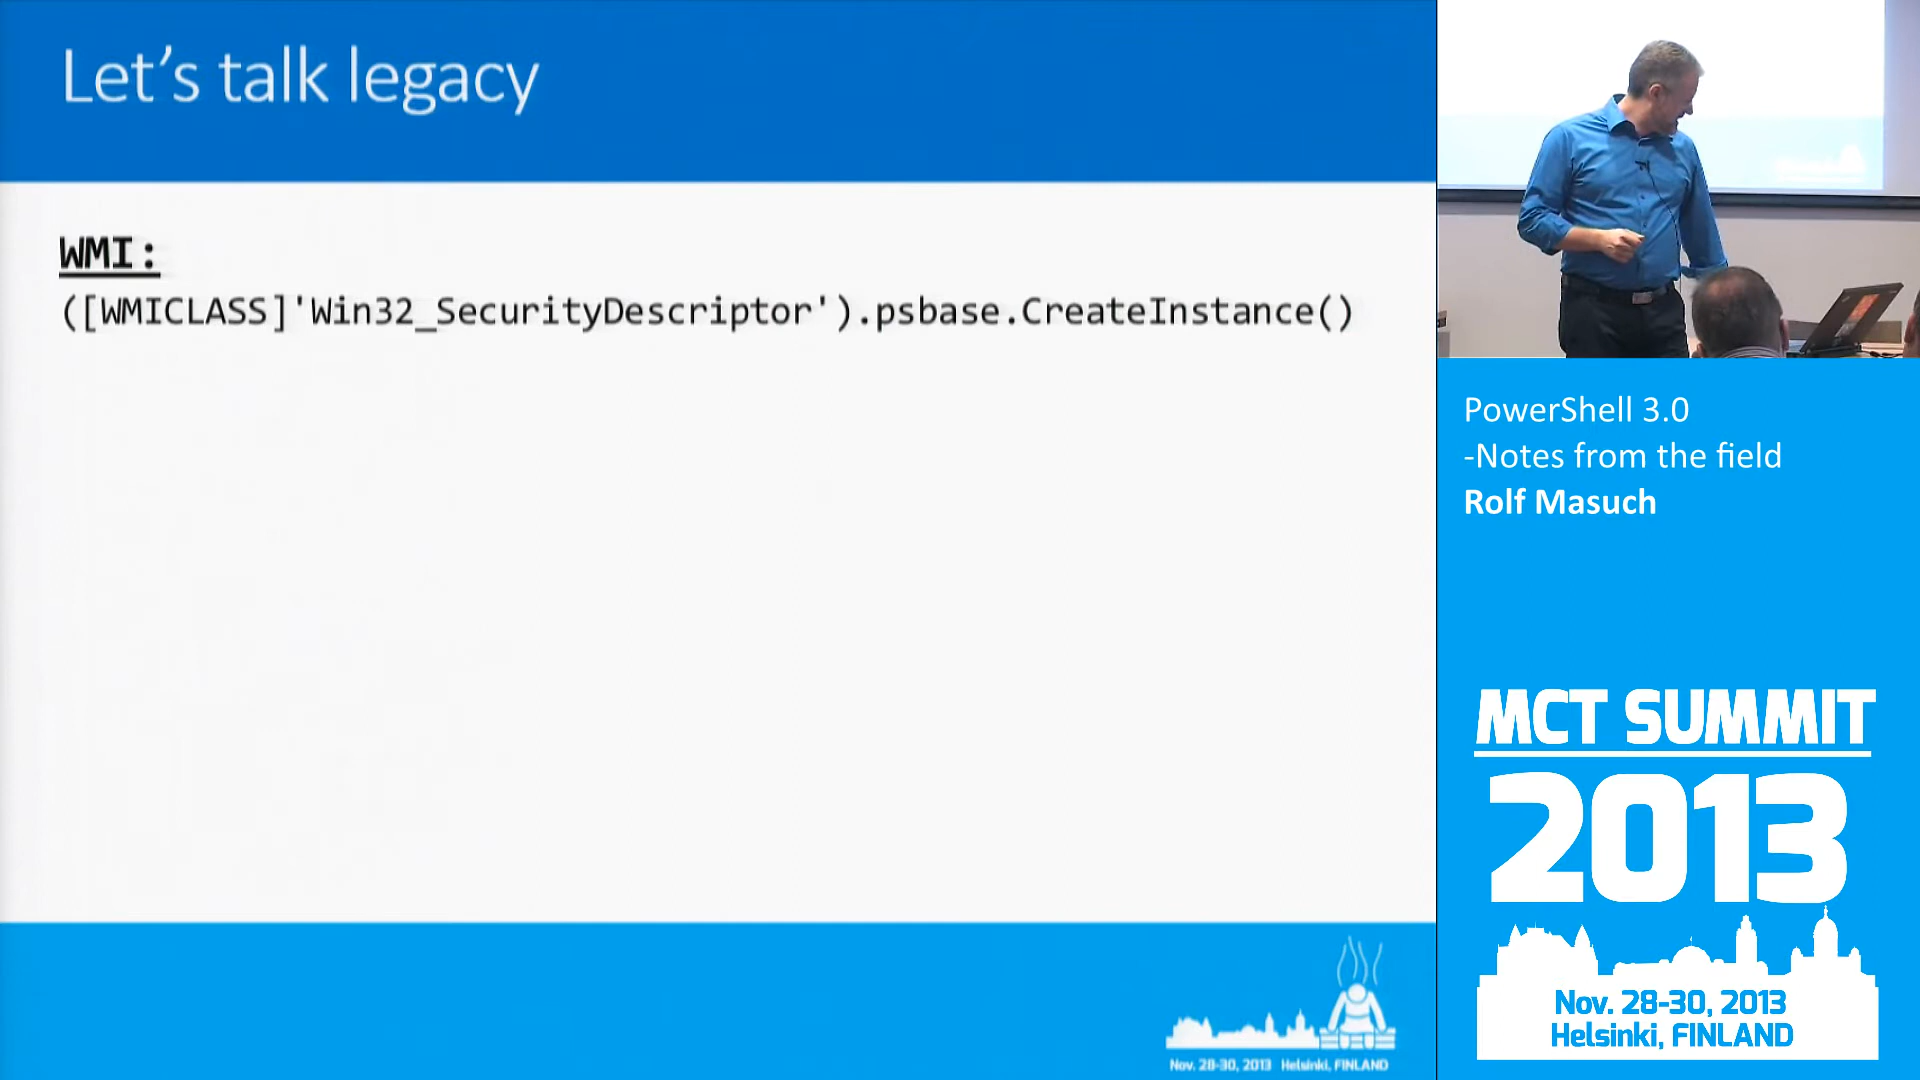 Let's talk legacy
WMI:
([WMICLASS]'Win32_SecurityDescriptor').psbase.CreateInstance()
Nov. 28-30, 2013 Helsinki, FINLAND
PowerShell 3.0
-Notes from the field
Rolf Masuch
MCT SUMMIT
2013
Nov. 28-30, 2013
Helsinki, FINLAND